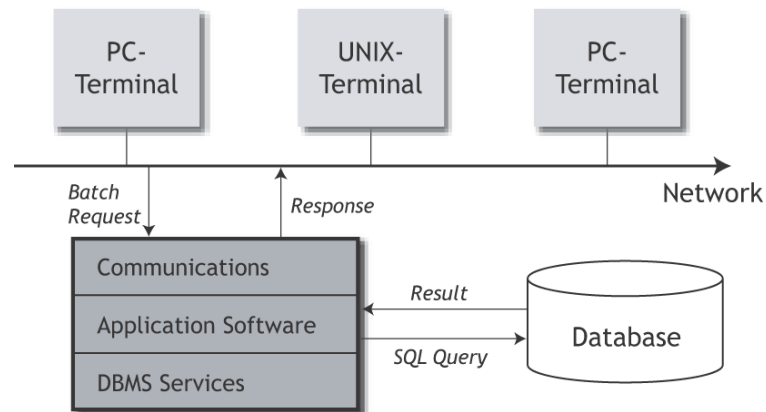 PC-
Terminal
UNIX-
Terminal
PC-
Terminal
Network
Batch
Request
Response
Communications
Application Software
DBMS Services
Result
SQL Query
Database